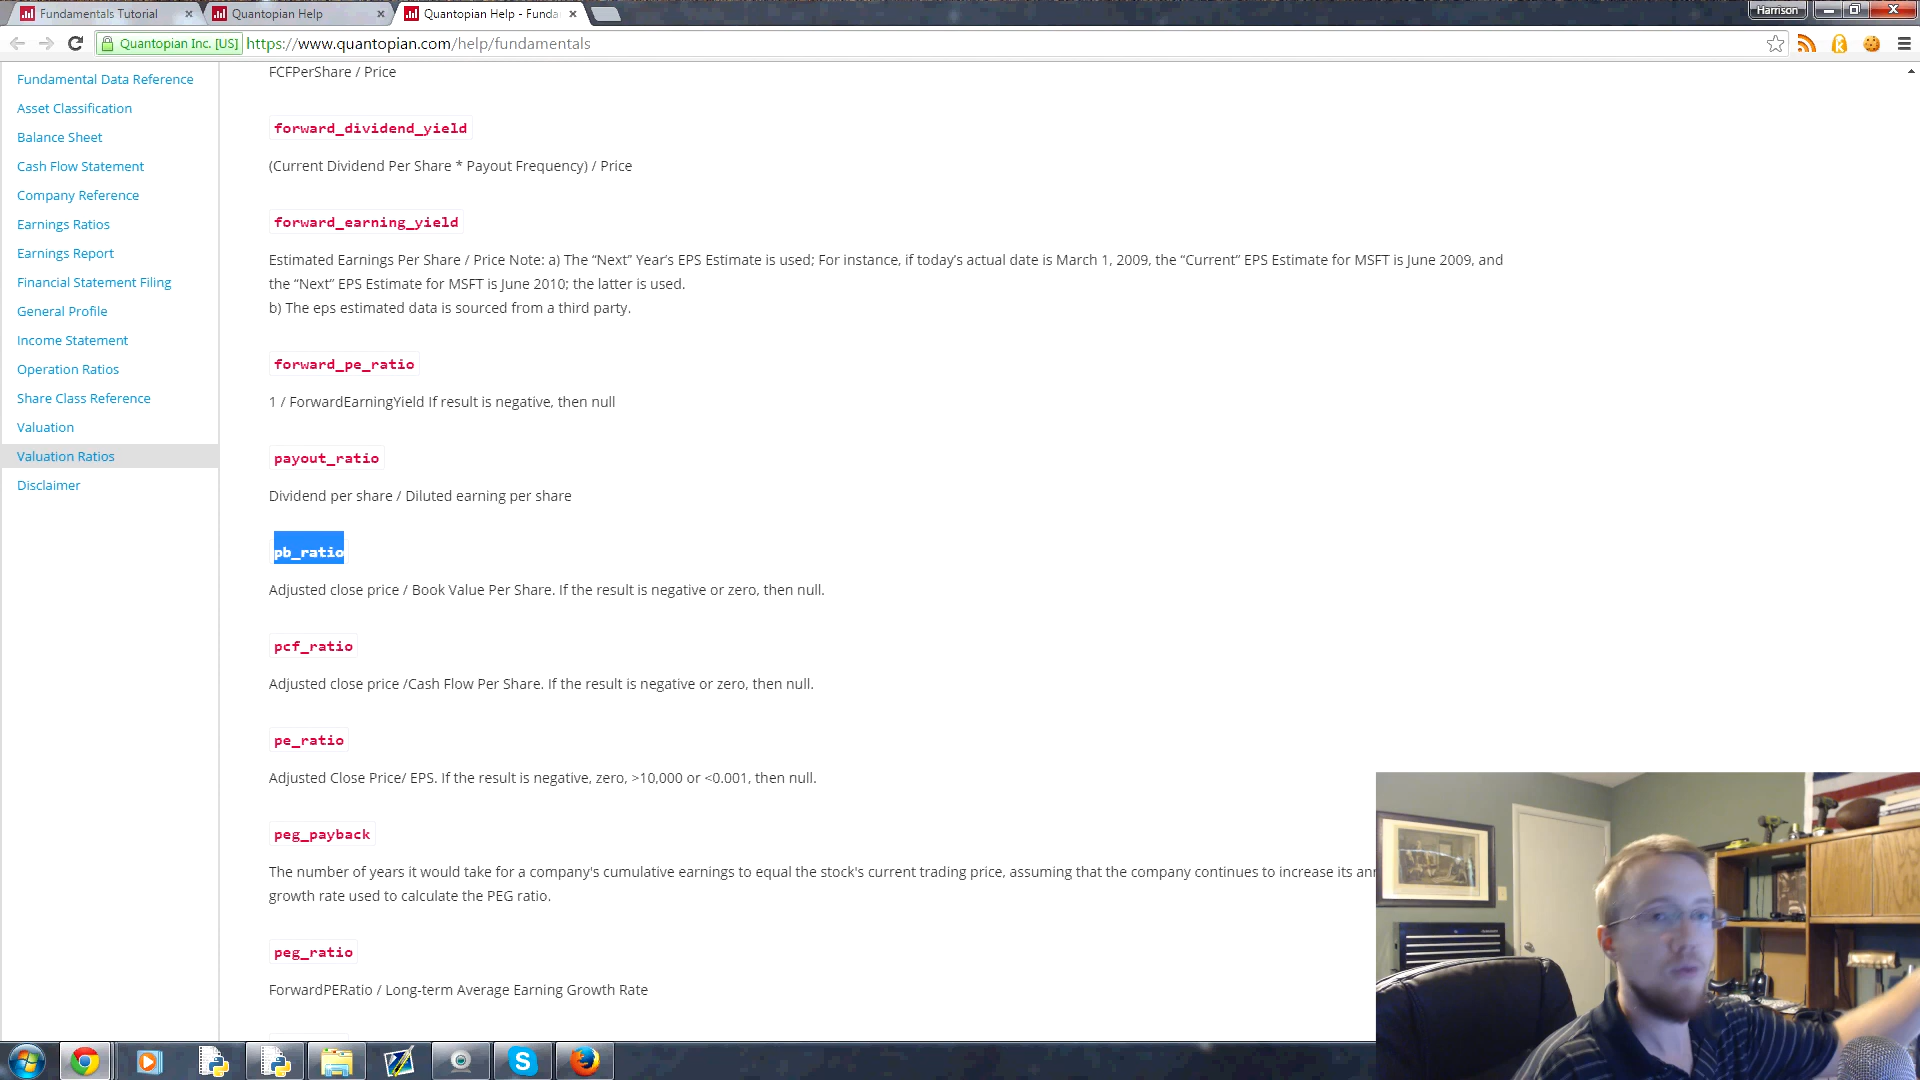 Fundamentals Tutorial
Quantopian Help
Quantopian Help - Funda
Harrison
Quantopian Inc. [US] https://www.quantopian.com/help/fundamentals
Fundamental Data Reference
Asset Classification
Balance Sheet
Cash Flow Statement
Company Reference
Earnings Ratios
Earnings Report
Financial Statement Filing
General Profile
Income Statement
Operation Ratios
Share Class Reference
Valuation
Valuation Ratios
Disclaimer
FCFPerShare / Price
forward_dividend_yield
(Current Dividend Per Share * Payout Frequency) / Price
forward_earning_yield
Estimated Earnings Per Share / Price Note: a) The “Next” Year’s EPS Estimate is used; For instance, if today’s actual date is March 1, 2009, the “Current” EPS Estimate for MSFT is June 2009, and
the “Next” EPS Estimate for MSFT is June 2010; the latter is used.
b) The eps estimated data is sourced from a third party.
forward_pe_ratio
1 / ForwardEarningYield If result is negative, then null
payout_ratio
Dividend per share / Diluted earning per share
pb_ratio
Adjusted close price / Book Value Per Share. If the result is negative or zero, then null.
pcf_ratio
Adjusted close price /Cash Flow Per Share. If the result is negative or zero, then null.
pe_ratio
Adjusted Close Price/ EPS. If the result is negative, zero, >10,000 or <0.001, then null.
peg_payback
The number of years it would take for a company's cumulative earnings to equal the stock's current trading price, assuming that the company continues to increase its
growth rate used to calculate the PEG ratio.
peg_ratio
ForwardPERatio / Long-term Average Earning Growth Rate